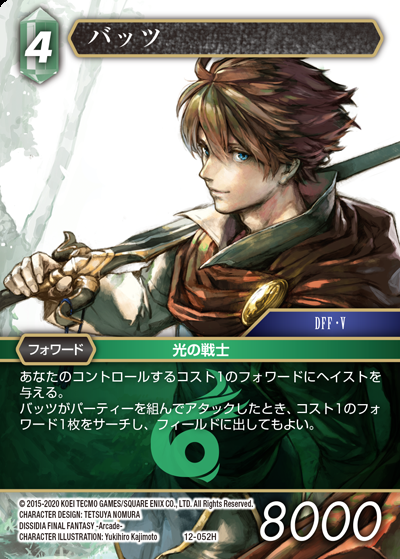 4
バッツ
DFF・V
フォワード
光の戦士
あなたのコントロールするコスト1のフォワードにヘイストを
与える。
バッツがパーティーを組んでアタックしたとき、コスト1のフォ
ワード1枚をサーチし、フィールドに出してもよい。
© 2015-2020 KOEI TECMO GAMES/SQUARE ENIX CO., LTD. All Rights Reserved.
CHARACTER DESIGN: TETSUYA NOMURA
DISSIDIA FINAL FANTASY -Arcade-
CHARACTER ILLUSTRATION: Yukihiro Kajimoto
12-052H
8000